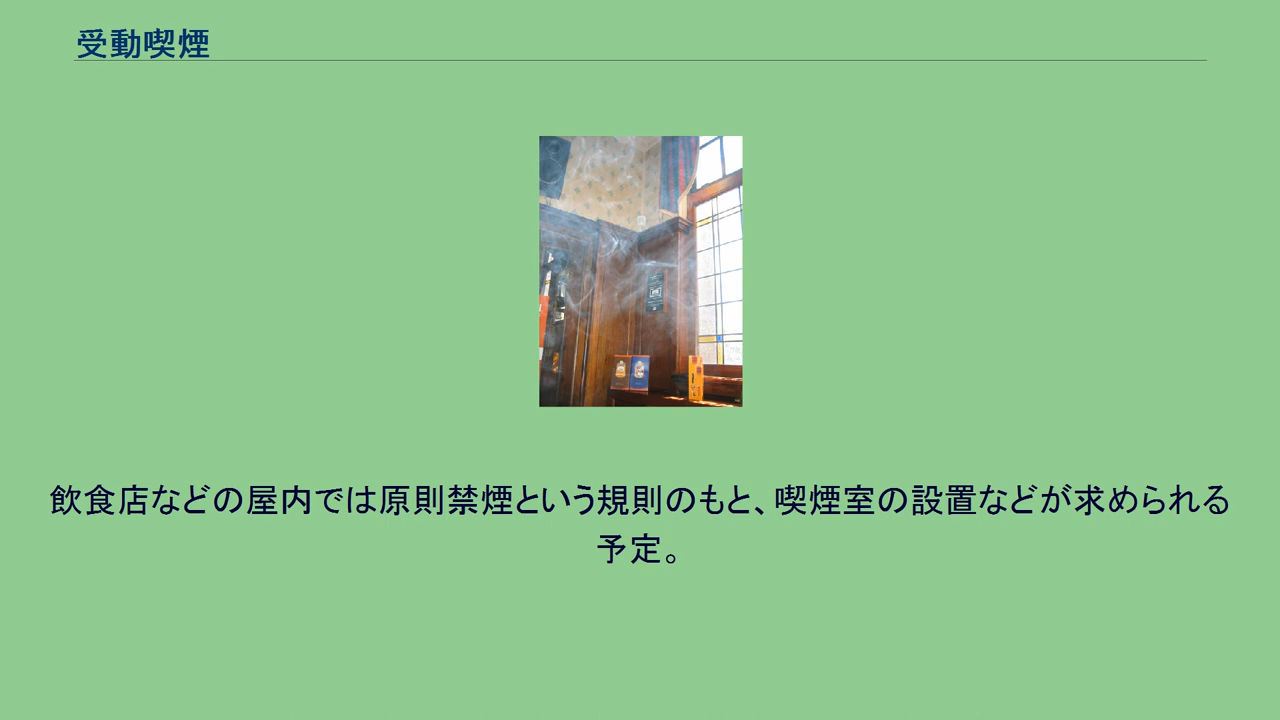 受動喫煙
飲食店などの屋内では原則禁煙という規則のもと、喫煙室の設置などが求められる
予定。